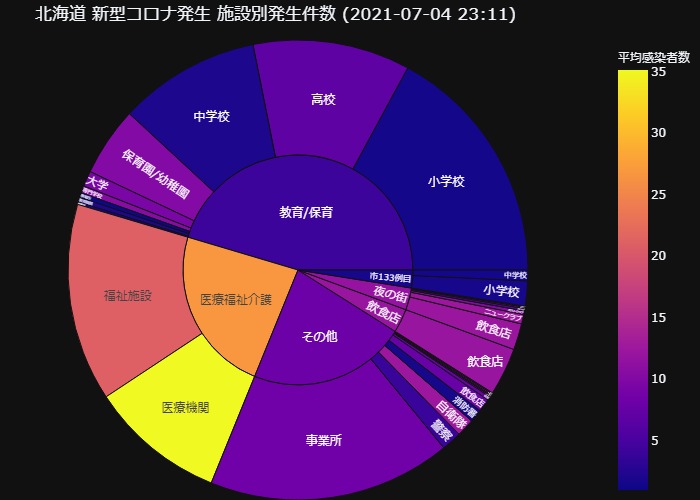 北海道 新型コロナ発生 施設別発生件数 (2021-07-04 23:11)
平均感染者数
35
30
25
20
15
10
5
高校
中学校
小学校
保育園/幼稚園
大学
専門学校
教育/保育
市133例目
中学校
小学校
夜の街
ニュークラブ
飲食店
飲食店
飲食店
福祉施設
医療福祉介護
その他
飲食店
消防署
自衛隊
警察
医療機関
事業所